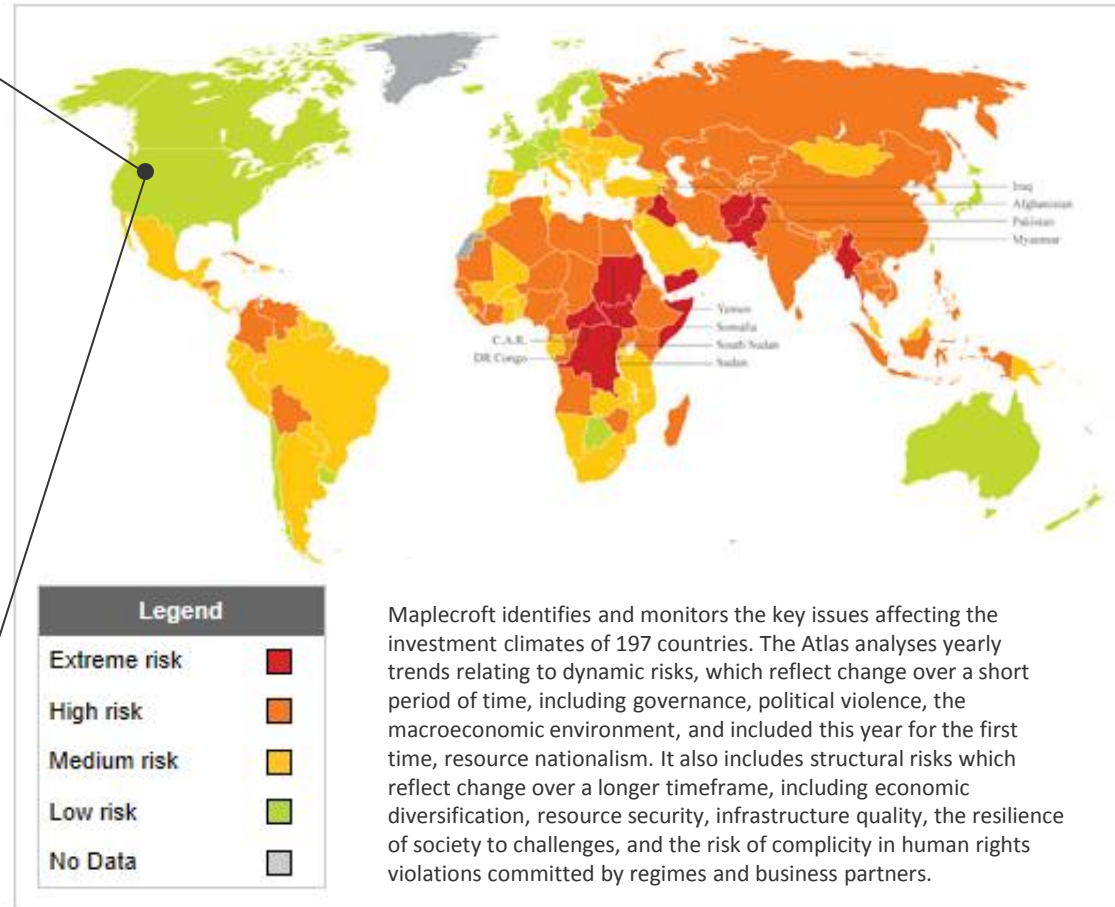 Iraq
Afghanistan
Pakistan
Myanmar
Yemen
Somalia
C.A.R.
South Sudan
DR Congo
Sudan
Legend
Extreme risk
High risk
Medium risk
Low risk
No Data
Maplecroft identifies and monitors the key issues affecting the
investment climates of 197 countries. The Atlas analyses yearly
trends relating to dynamic risks, which reflect change over a short
period of time, including governance, political violence, the
macroeconomic environment, and included this year for the first
time, resource nationalism. It also includes structural risks which
reflect change over a longer timeframe, including economic
diversification, resource security, infrastructure quality, the resilience
of society to challenges, and the risk of complicity in human rights
violations committed by regimes and business partners.